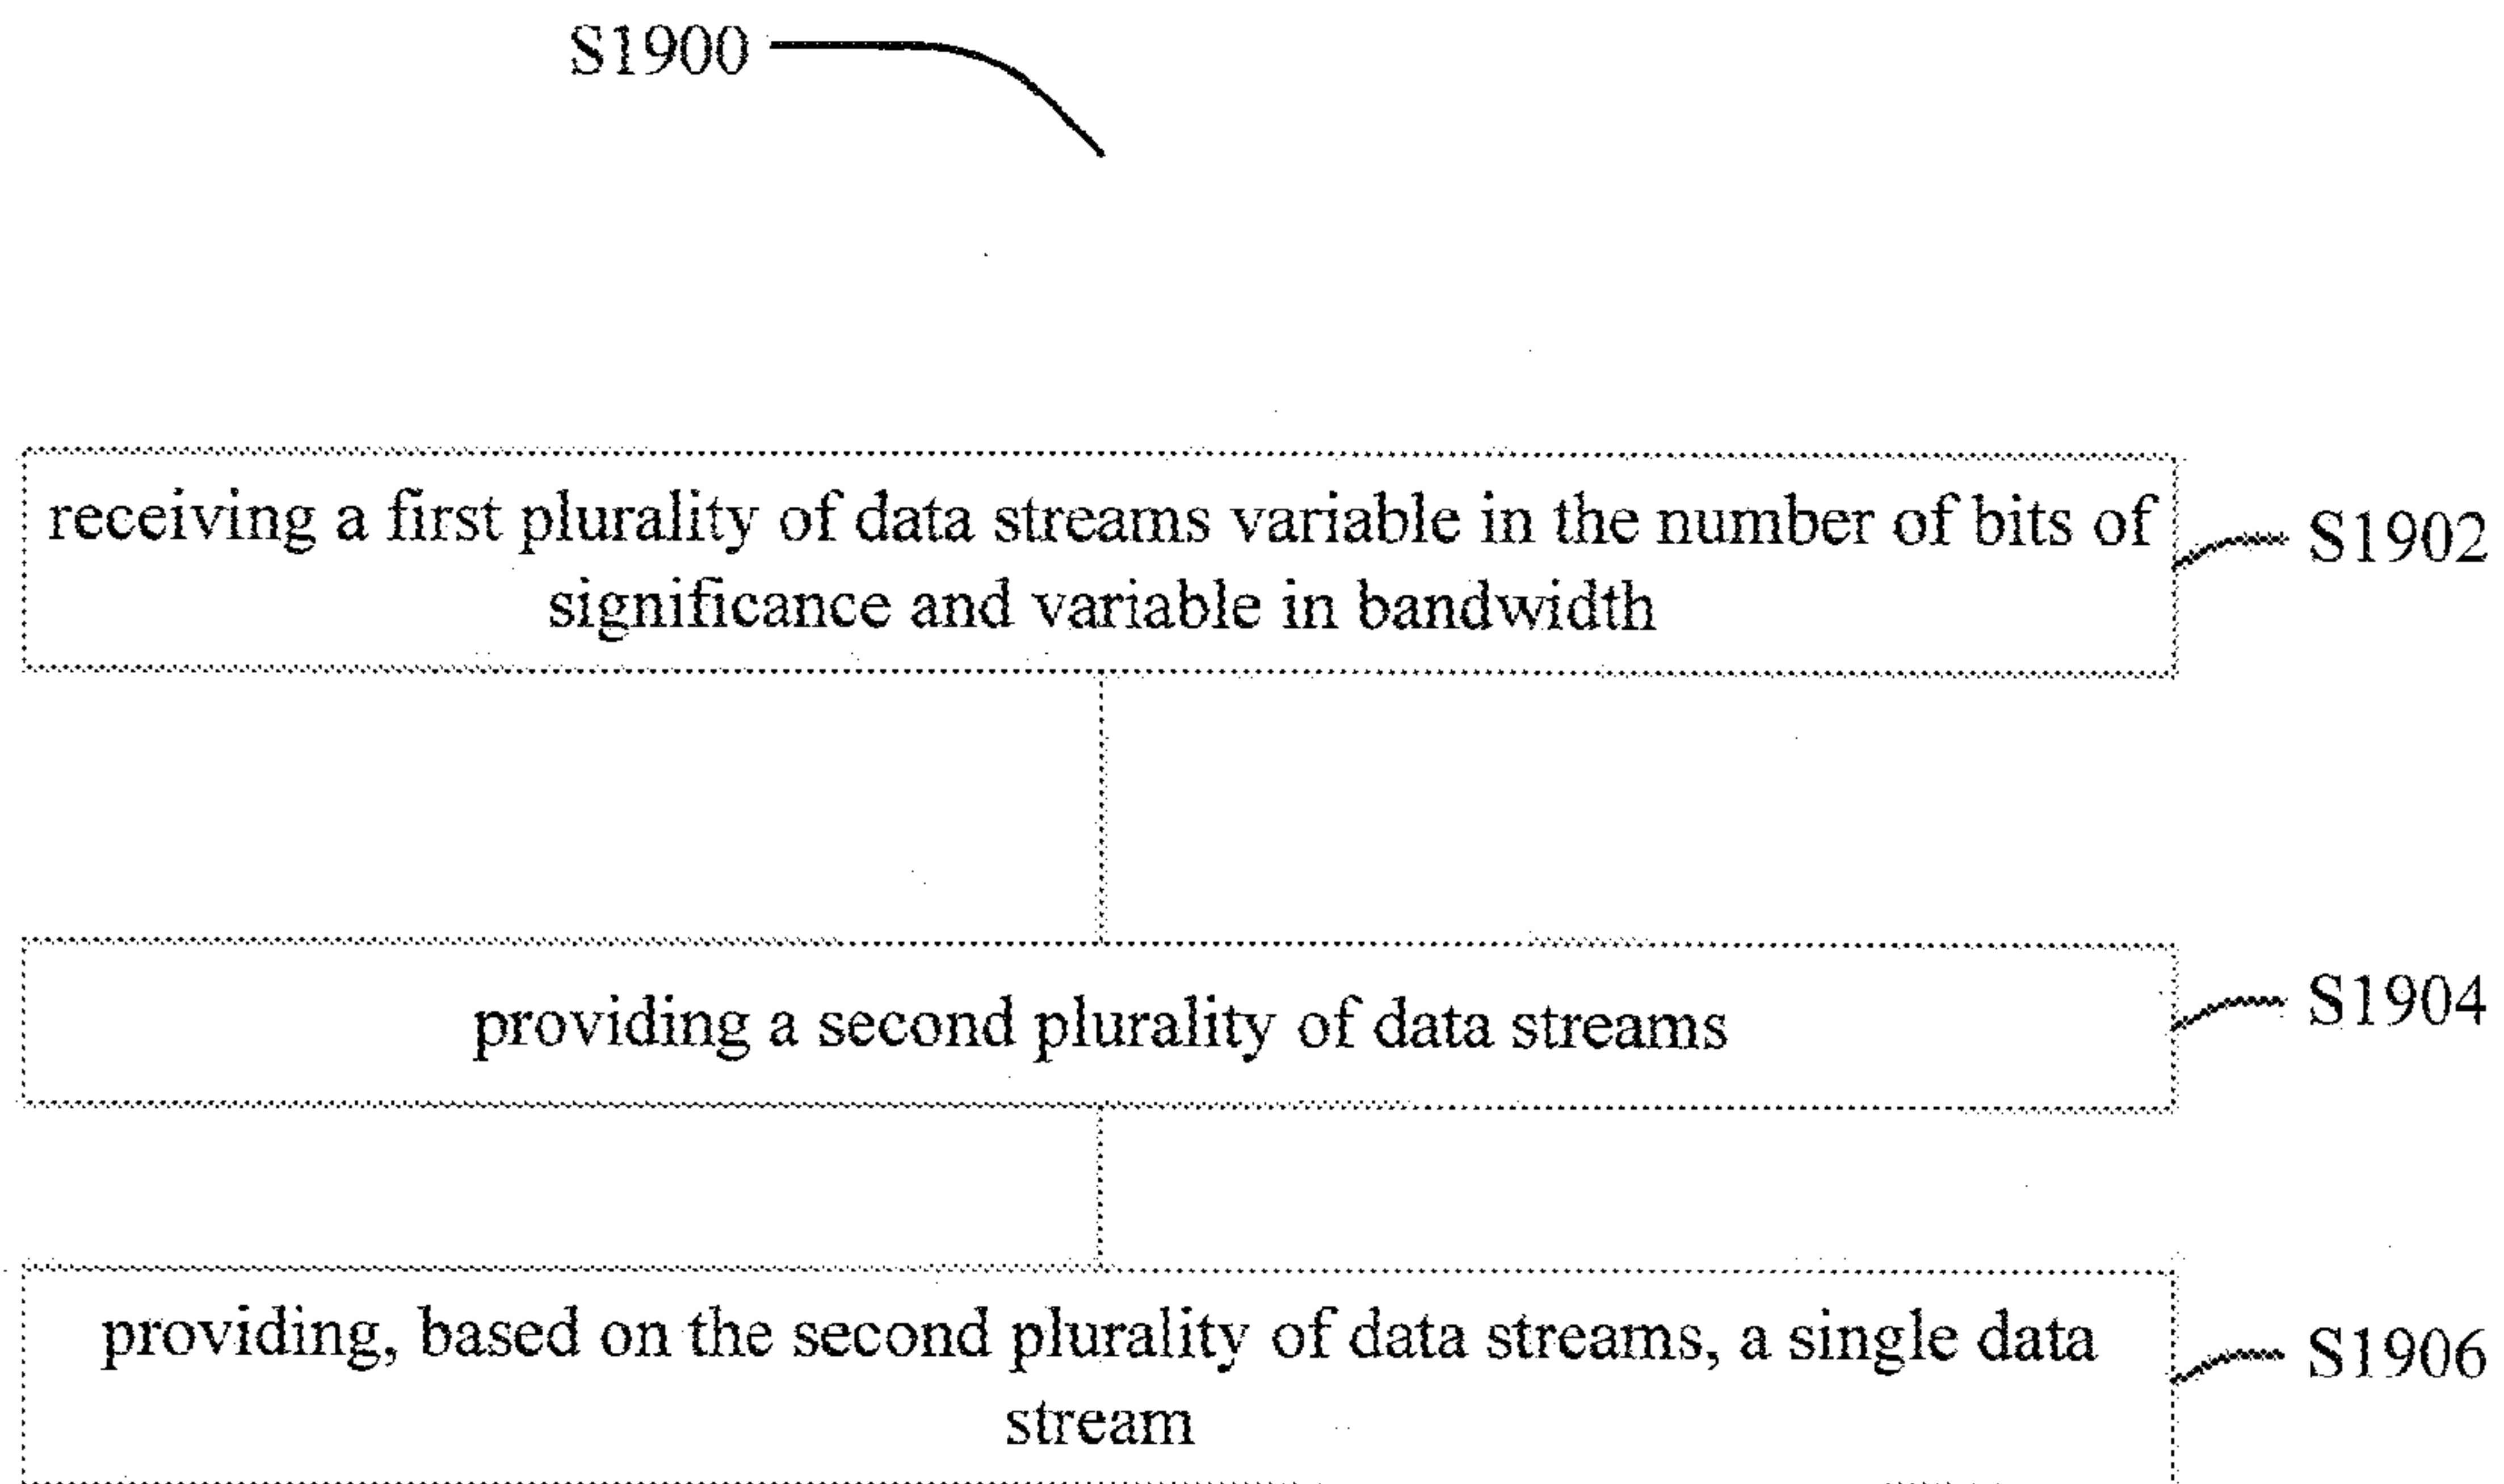 S1900
receiving a first plurality of data streams variable in the number of bits of
significance and variable in bandwidth
S1902
providing a second plurality of data streams
S1904
providing, based on the second plurality of data streams, a single data
stream
S1906